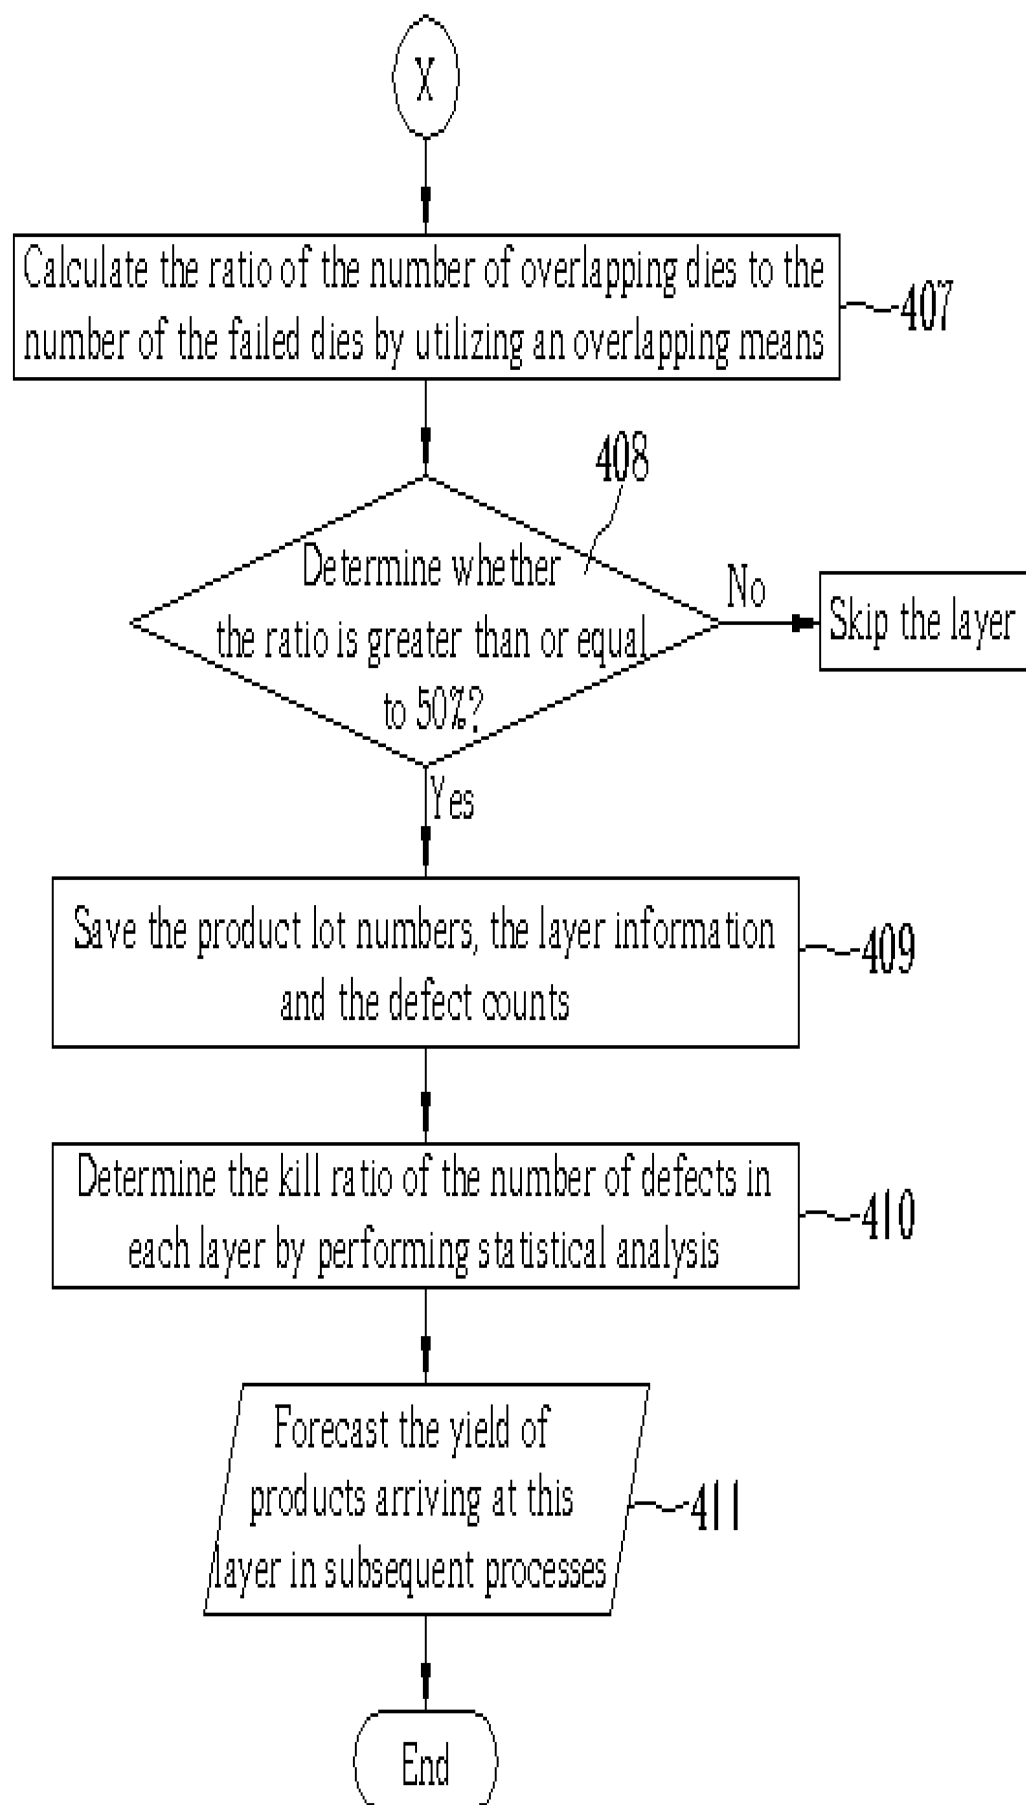 X
Calculate the ratio of the number of overlapping dies to the
number of the failed dies by utilizing an overlapping means
407
408
Determine whether
the ratio is greater than or equal
to 50%?
No
Skip the layer
Yes
Save the product lot numbers, the layer information
and the defect counts
409
Determine the kill ratio of the number of defects in
each layer by performing statistical analysis
410
Forecast the yield of
products arriving at this
layer in subsequent processes
411
End